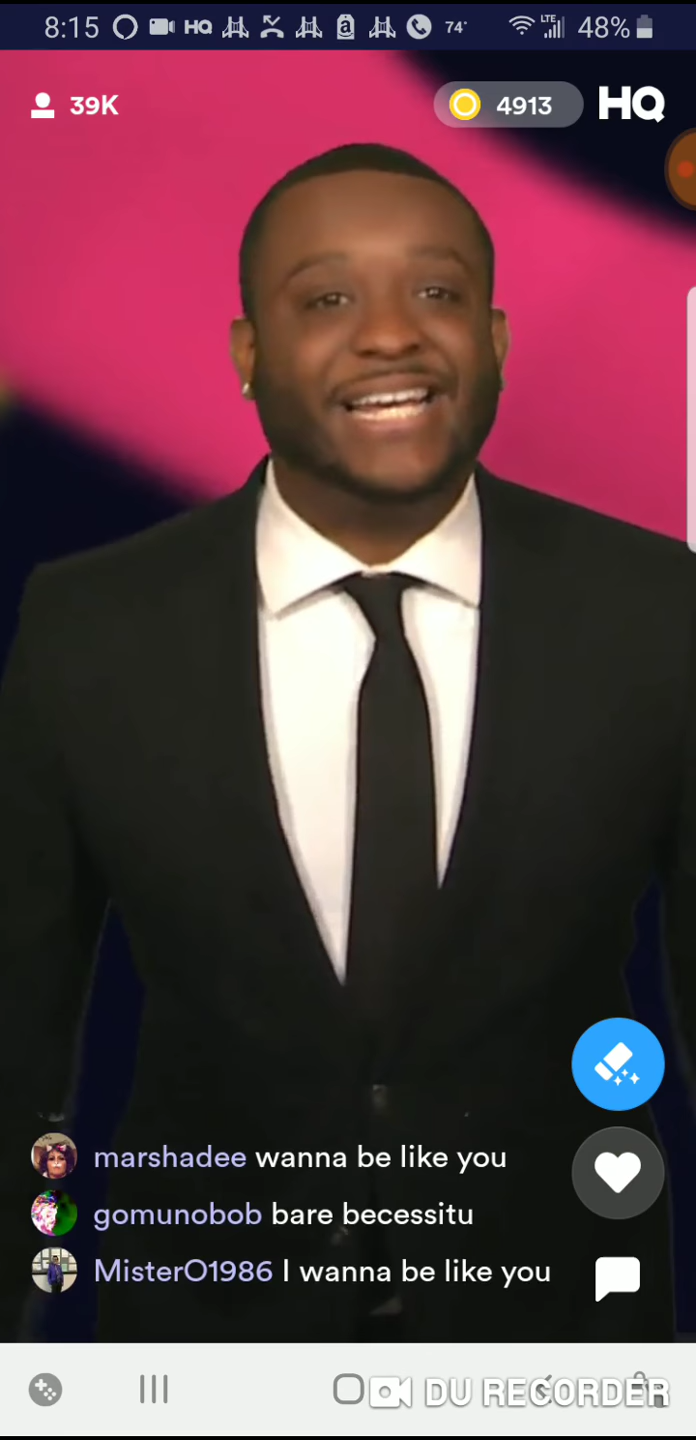 8:15 HQ a 74° LTE 48%
39K 4913 HQ
marshadee wanna be like you
gomunobob bare becessitu
MisterO1986 I wanna be like you
DU RECORDER